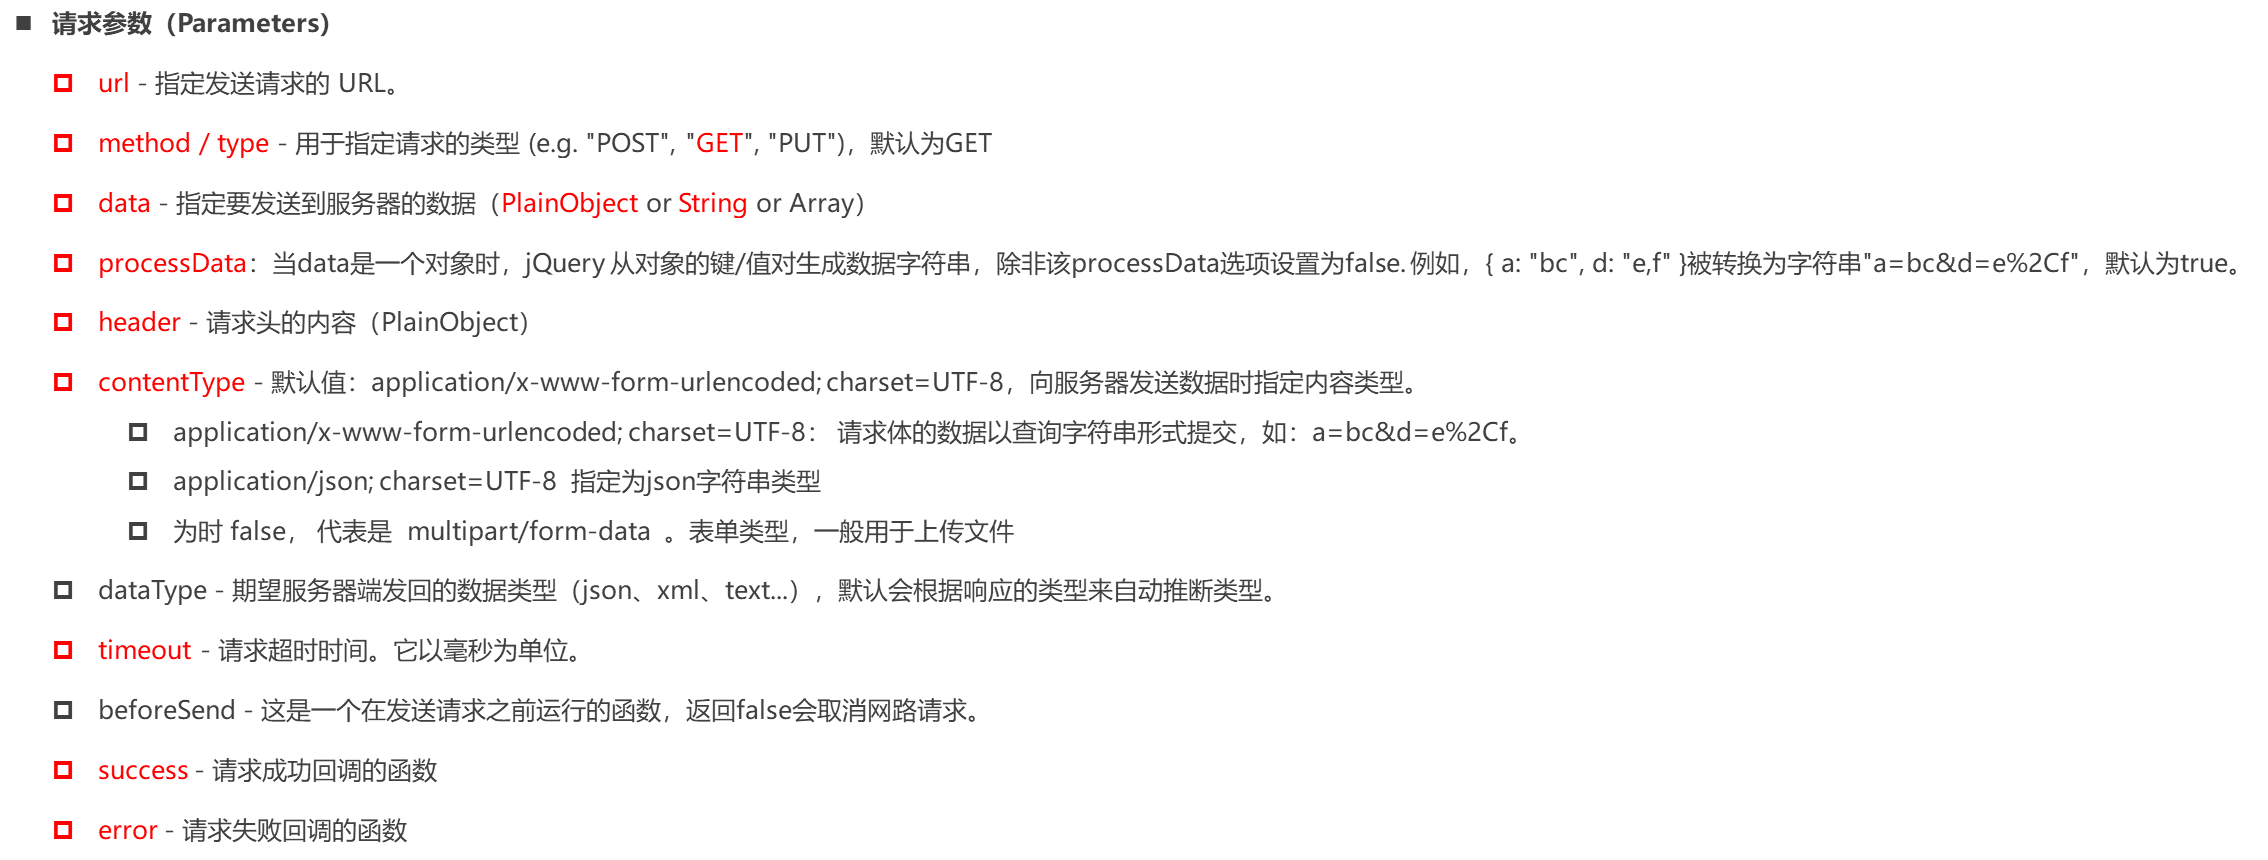 请求参数（Parameters）
url - 指定发送请求的 URL。
method / type - 用于指定请求的类型 (e.g. "POST", "GET", "PUT")，默认为GET
data - 指定要发送到服务器的数据（PlainObject or String or Array）
processData：当data是一个对象时，jQuery 从对象的键/值对生成数据字符串，除非该processData选项设置为false. 例如，{ a: "bc", d: "e,f" }被转换为字符串"a=bc&d=e%2Cf"，默认为true。
header - 请求头的内容（PlainObject）
contentType - 默认值：application/x-www-form-urlencoded; charset=UTF-8，向服务器发送数据时指定内容类型。
application/x-www-form-urlencoded; charset=UTF-8： 请求体的数据以查询字符串形式提交，如：a=bc&d=e%2Cf。
application/json; charset=UTF-8 指定为json字符串类型
为时 false， 代表是 multipart/form-data 。表单类型，一般用于上传文件
dataType - 期望服务器端发回的数据类型（json、xml、text...），默认会根据响应的类型来自动推断类型。
timeout - 请求超时时间。它以毫秒为单位。
beforeSend - 这是一个在发送请求之前运行的函数，返回false会取消网路请求。
success - 请求成功回调的函数
error - 请求失败回调的函数